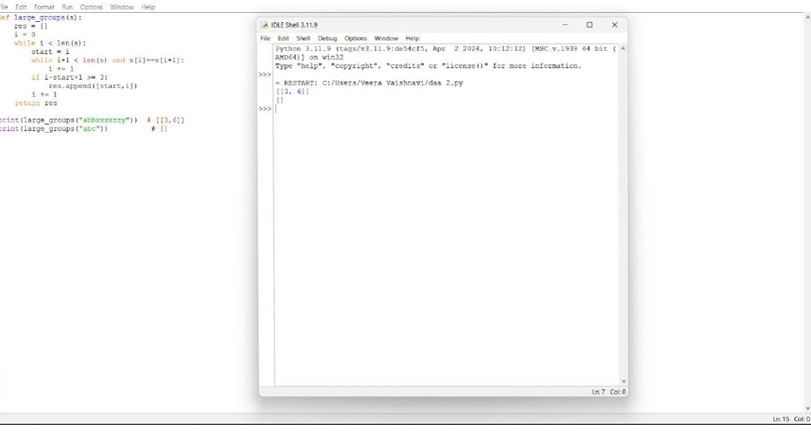 File Edit Format Run Options Window Help
def large_groups(s):
    res = []
    i = 0
    while i < len(s):
        start = i
        while i+1 < len(s) and s[i]==s[i+1]:
            i += 1
        if i-start+1 >= 3:
            res.append([start,i])
        i += 1
    return res
print(large_groups("abbxxxxzzy"))  # [[3,6]]
print(large_groups("abc"))  # []
IDLE Shell 3.11.9
File Edit Shell Debug Options Window Help
Python 3.11.9 (tags/v3.11.9:de54cf5, Apr  2 2024, 10:12:12) [MSC v.1938 64 bit (
AMD64)] on win32
Type "help", "copyright", "credits" or "license()" for more information.
>>>
= RESTART: C:/Users/Veera Vaishnavi/daa 2.py
[[3, 6]]
[]
>>>
Ln: 7 Col: 0
Ln: 15 Col: 0